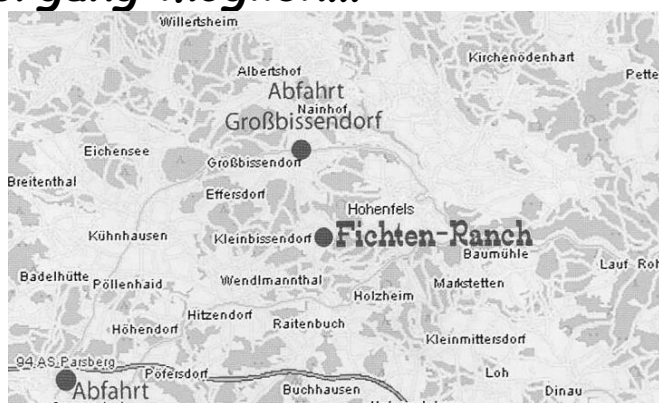 Willertsheim
Kirchenödenhart
Albertshof
Abfahrt
Nainhof
Großbissendorf
Eichensee
Großbissendorf
Breitenthal
Effersdorf
Hohenfels
Kühnhausen
Kleinbissendorf
Fichten-Ranch
Baumühle
Lauf
Badelhütte
Pöllenhaid
Wendlmannthal
Markstetten
Holzheim
Hitzendorf
Höhendorf
Raitenbuch
Kleinmittersdorf
94 AS Parsberg
Pöfersdorf
Loh
Abfahrt
Buchhausen
Dinau